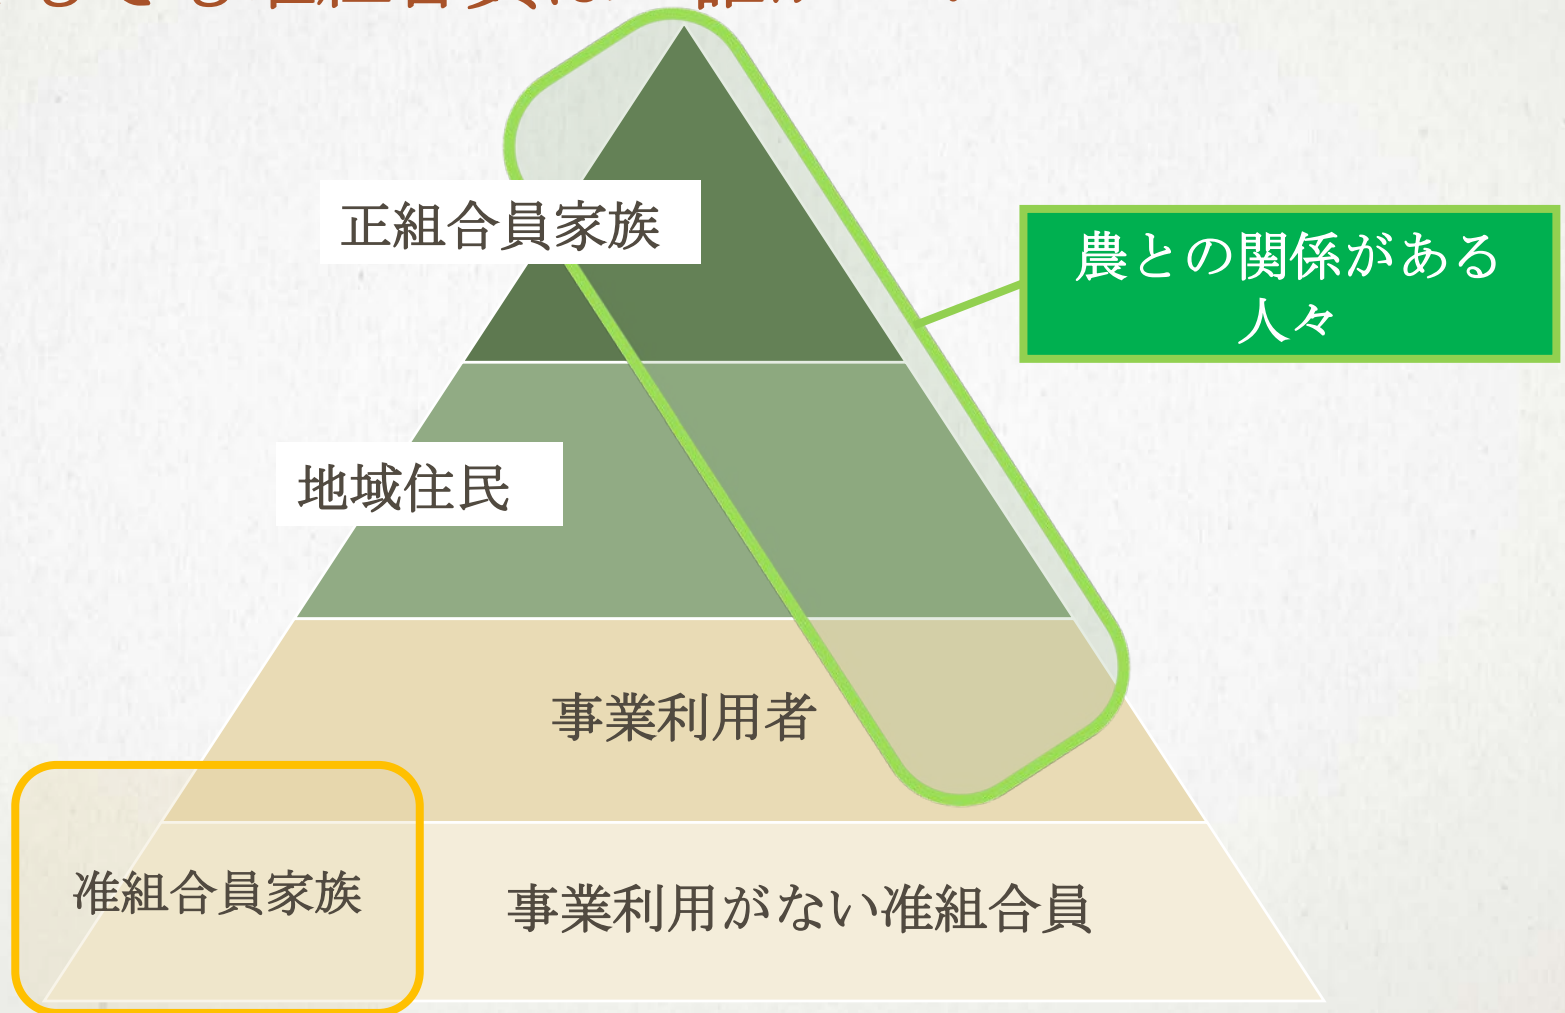 正組合員家族
農との関係がある
人々
地域住民
事業利用者
准組合員家族
事業利用がない准組合員